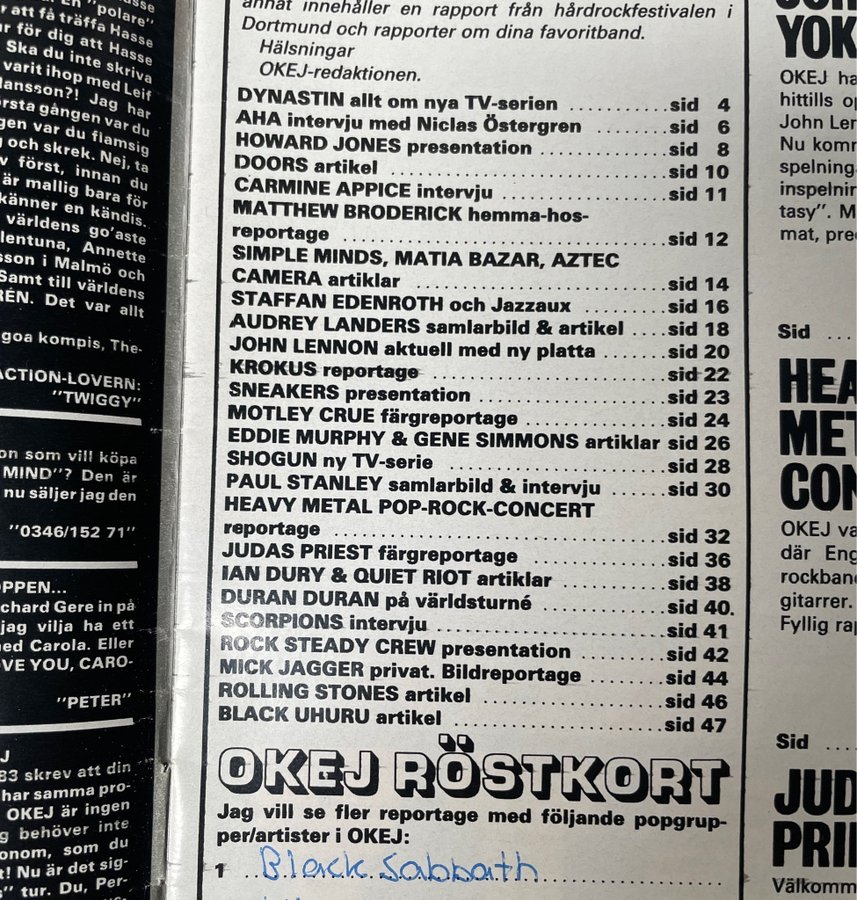 "polare"
r att få träffa Hasse
r för dig att Hasse
Ska du inte skriva
varit ihop med Leif
lansson?! Jag har
rsta gången var du
gen var du flamsig
och skrek. Nej, ta
v först, innan du
är mallig bara för
känner en kändis.
världens go'aste
lentuna, Annette
sson i Malmö och
Samt till världens
RÉN. Det var allt
goa kompis, The-
ACTION-LOVERN:
"TWIGGY"
on som vill köpa
MIND"? Den är
nu säljer jag den
"0346/152 71"
OPPEN...
chard Gere in på
jag vilja ha ett
ned Carola. Eller
OVE YOU, CARO-
"PETER"
J
83 skrev att din
har samma pro-
OKEJ är ingen
g behöver inte
onom, som du
t! Nu är det sig-
s" tur. Du, Per-
annat innehåller en rapport från hårdrockfestivalen i
Dortmund och rapporter om dina favoritband.
Hälsningar
OKEJ-redaktionen.
DYNASTIN allt om nya TV-serien ........... sid 4
AHA intervju med Niclas Östergren ........ sid 6
HOWARD JONES presentation ............ sid 8
DOORS artikel ........................ sid 10
CARMINE APPICE intervju ................ sid 11
MATTHEW BRODERICK hemma-hos-
reportage ............................ sid 12
SIMPLE MINDS, MATIA BAZAR, AZTEC
CAMERA artiklar ........................ sid 14
STAFFAN EDENROTH och Jazzaux ......... sid 16
AUDREY LANDERS samlarbild & artikel .... sid 18
JOHN LENNON aktuell med ny platta ....... sid 20
KROKUS reportage ...................... sid 22
SNEAKERS presentation .................. sid 23
MOTLEY CRUE färgreportage .............. sid 24
EDDIE MURPHY & GENE SIMMONS artiklar sid 26
SHOGUN ny TV-serie .................... sid 28
PAUL STANLEY samlarbild & intervju ...... sid 30
HEAVY METAL POP-ROCK-CONCERT
reportage ............................ sid 32
JUDAS PRIEST färgreportage .............. sid 36
IAN DURY & QUIET RIOT artiklar .......... sid 38
DURAN DURAN på världsturné ............ sid 40.
SCORPIONS intervju .................... sid 41
ROCK STEADY CREW presentation ........ sid 42
MICK JAGGER privat. Bildreportage ........ sid 44
ROLLING STONES artikel ................ sid 46
BLACK UHURU artikel .................... sid 47
OKEJ RÖSTKORT
Jag vill se fler reportage med följande popgrup-
per/artister i OKEJ:
1 .. Black Sabbath ..........
YOK
OKEJ ha
hittills o
John Ler
Nu komr
spelning
inspelnir
tasy". M
mat, pre
Sid ...
HEA
MET
CON
OKEJ va
där Eng
rockband
gitarrer.
Fyllig rap
Sid ....
JUD
PRI
Välkomm